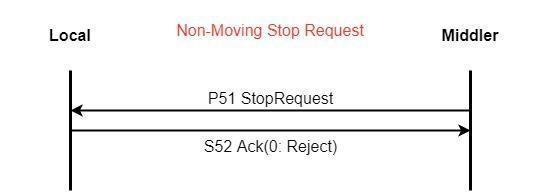 Non-Moving Stop Request
Local
Middler
P51 StopRequest
S52 Ack(0: Reject)